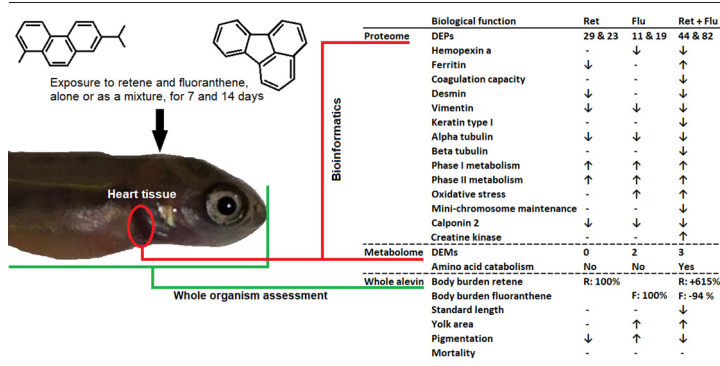 Exposure to retene and fluoranthene,
alone or as a mixture, for 7 and 14 days
Heart tissue
Bioinformatics
Whole organism assessment
Biological function Ret Flu Ret + Flu
Proteome DEPs 29 & 23 11 & 19 44 & 82
Hemopexin a - ↓ ↓
Ferritin ↓ - ↑
Coagulation capacity - - ↓
Desmin ↓ - ↓
Vimentin ↓ ↓ ↓
Keratin type I - - ↓
Alpha tubulin ↓ ↓ ↓
Beta tubulin - - ↓
Phase I metabolism ↑ ↑ ↑
Phase II metabolism ↑ ↑ ↑
Oxidative stress - ↑ ↑
Mini-chromosome maintenance - - ↓
Calponin 2 ↓ ↓ ↓
Creatine kinase - - ↑
Metabolome DEMs 0 2 3
Amino acid catabolism No No Yes
Whole alevin Body burden retene R: 100% R: +615%
Body burden fluoranthene F: 100% F: -94 %
Standard length - - ↓
Yolk area - ↑ ↑
Pigmentation ↓ ↑ ↓
Mortality - - -